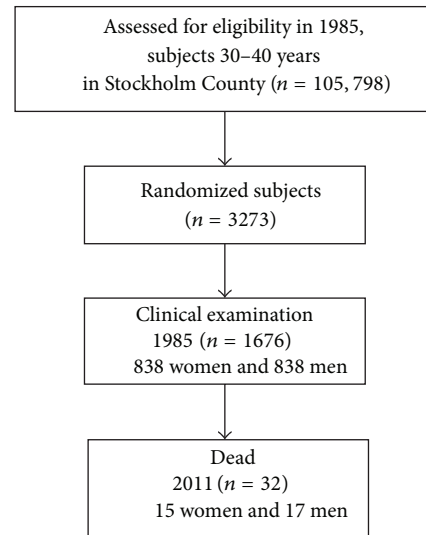 Assessed for eligibility in 1985,
subjects 30–40 years
in Stockholm County (n = 105, 798)
Randomized subjects
(n = 3273)
Clinical examination
1985 (n = 1676)
838 women and 838 men
Dead
2011 (n = 32)
15 women and 17 men